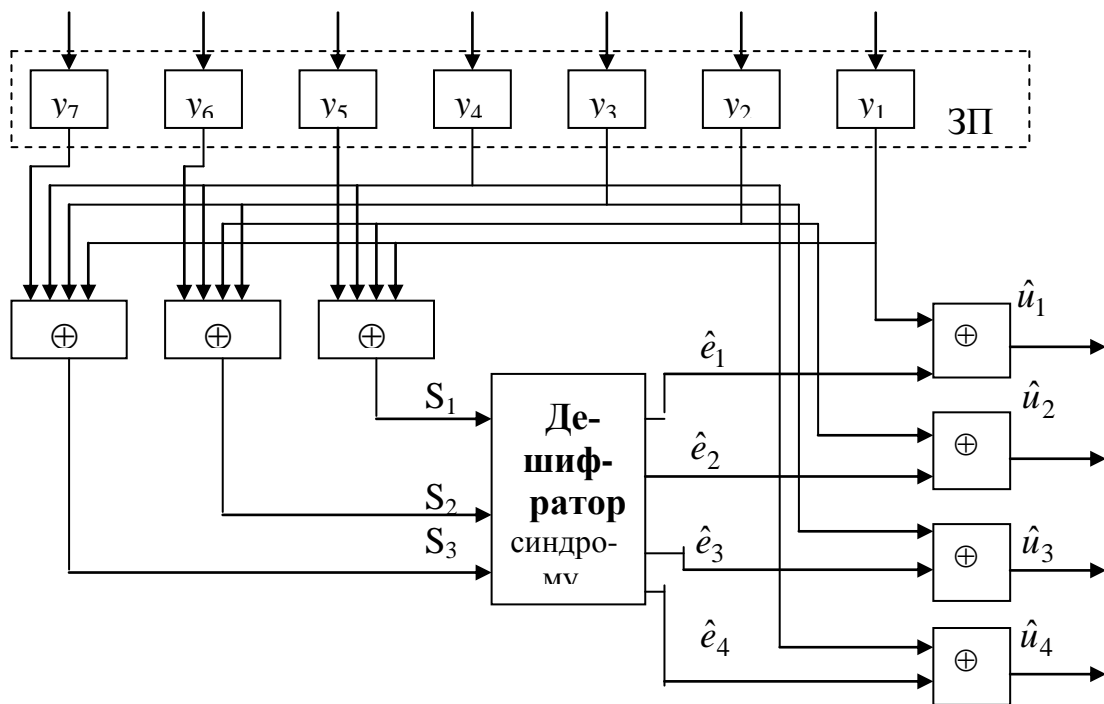 y₇ y₆ y₅ y₄ y₃ y₂ y₁
ЗП
⊕ ⊕ ⊕
⊕ û₁
S₁ ê₁
⊕ û₂
S₂ ê₂
S₃ ê₃
⊕ û₃
ê₄
⊕ û₄
Де-
шиф-
ратор
синдро-
му